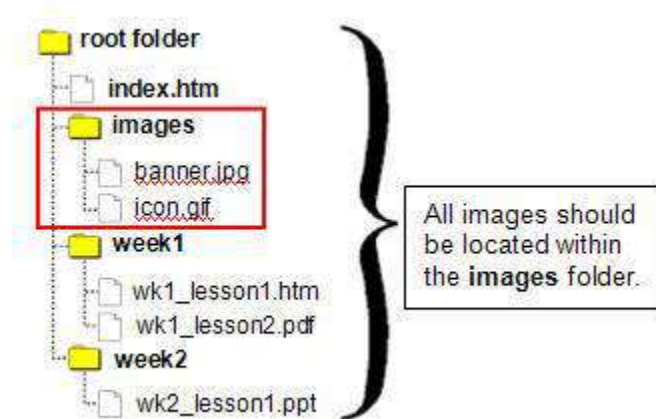 root folder
index.htm
images
banner.jpg
icon.gif
week1
wk1_lesson1.htm
wk1_lesson2.pdf
week2
wk2_lesson1.ppt
All images should
be located within
the images folder.